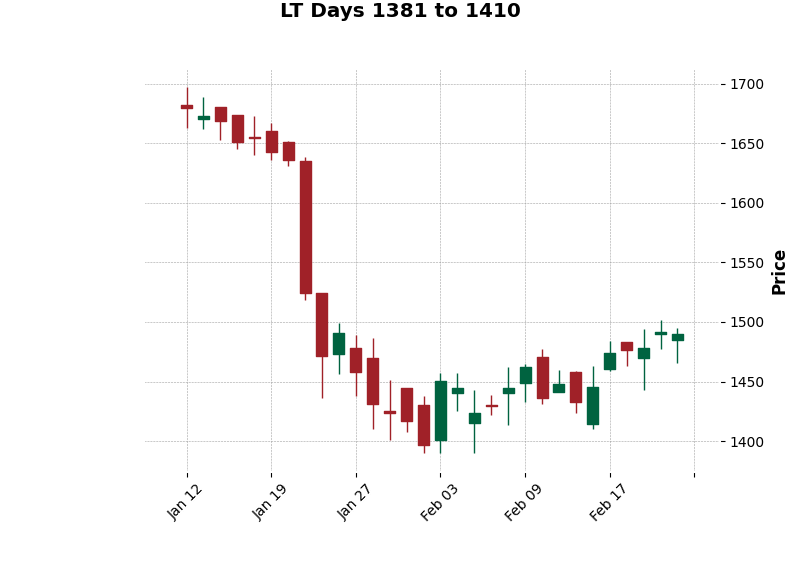 LT Days 1381 to 1410
1700
1650
1600
1550
1500
1450
1400
Price
Jan 12
Jan 19
Jan 27
Feb 03
Feb 09
Feb 17